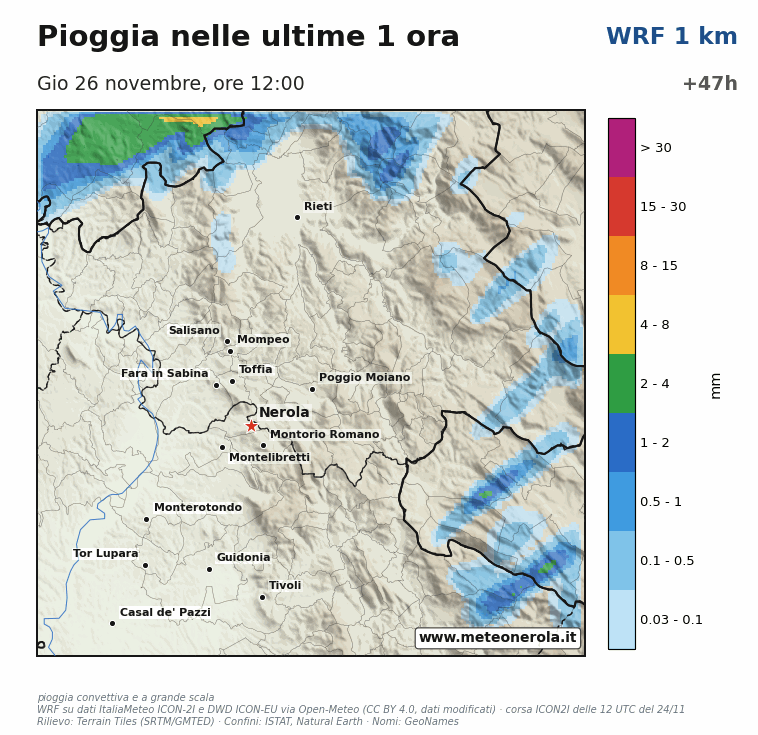 Pioggia nelle ultime 1 ora
WRF 1 km
Gio 26 novembre, ore 12:00
+47h
Rieti
Salisano
Mompeo
Fara in Sabina
Toffia
Poggio Moiano
Nerola
Montorio Romano
Montelibretti
Monterotondo
Tor Lupara
Guidonia
Tivoli
Casal de' Pazzi
www.meteonerola.it
> 30
15 - 30
8 - 15
4 - 8
2 - 4
1 - 2
0.5 - 1
0.1 - 0.5
0.03 - 0.1
mm
pioggia convettiva e a grande scala
WRF su dati ItaliaMeteo ICON-2I e DWD ICON-EU via Open-Meteo (CC BY 4.0, dati modificati) · corsa ICON2I delle 12 UTC del 24/11
Rilievo: Terrain Tiles (SRTM/GMTED) · Confini: ISTAT, Natural Earth · Nomi: GeoNames